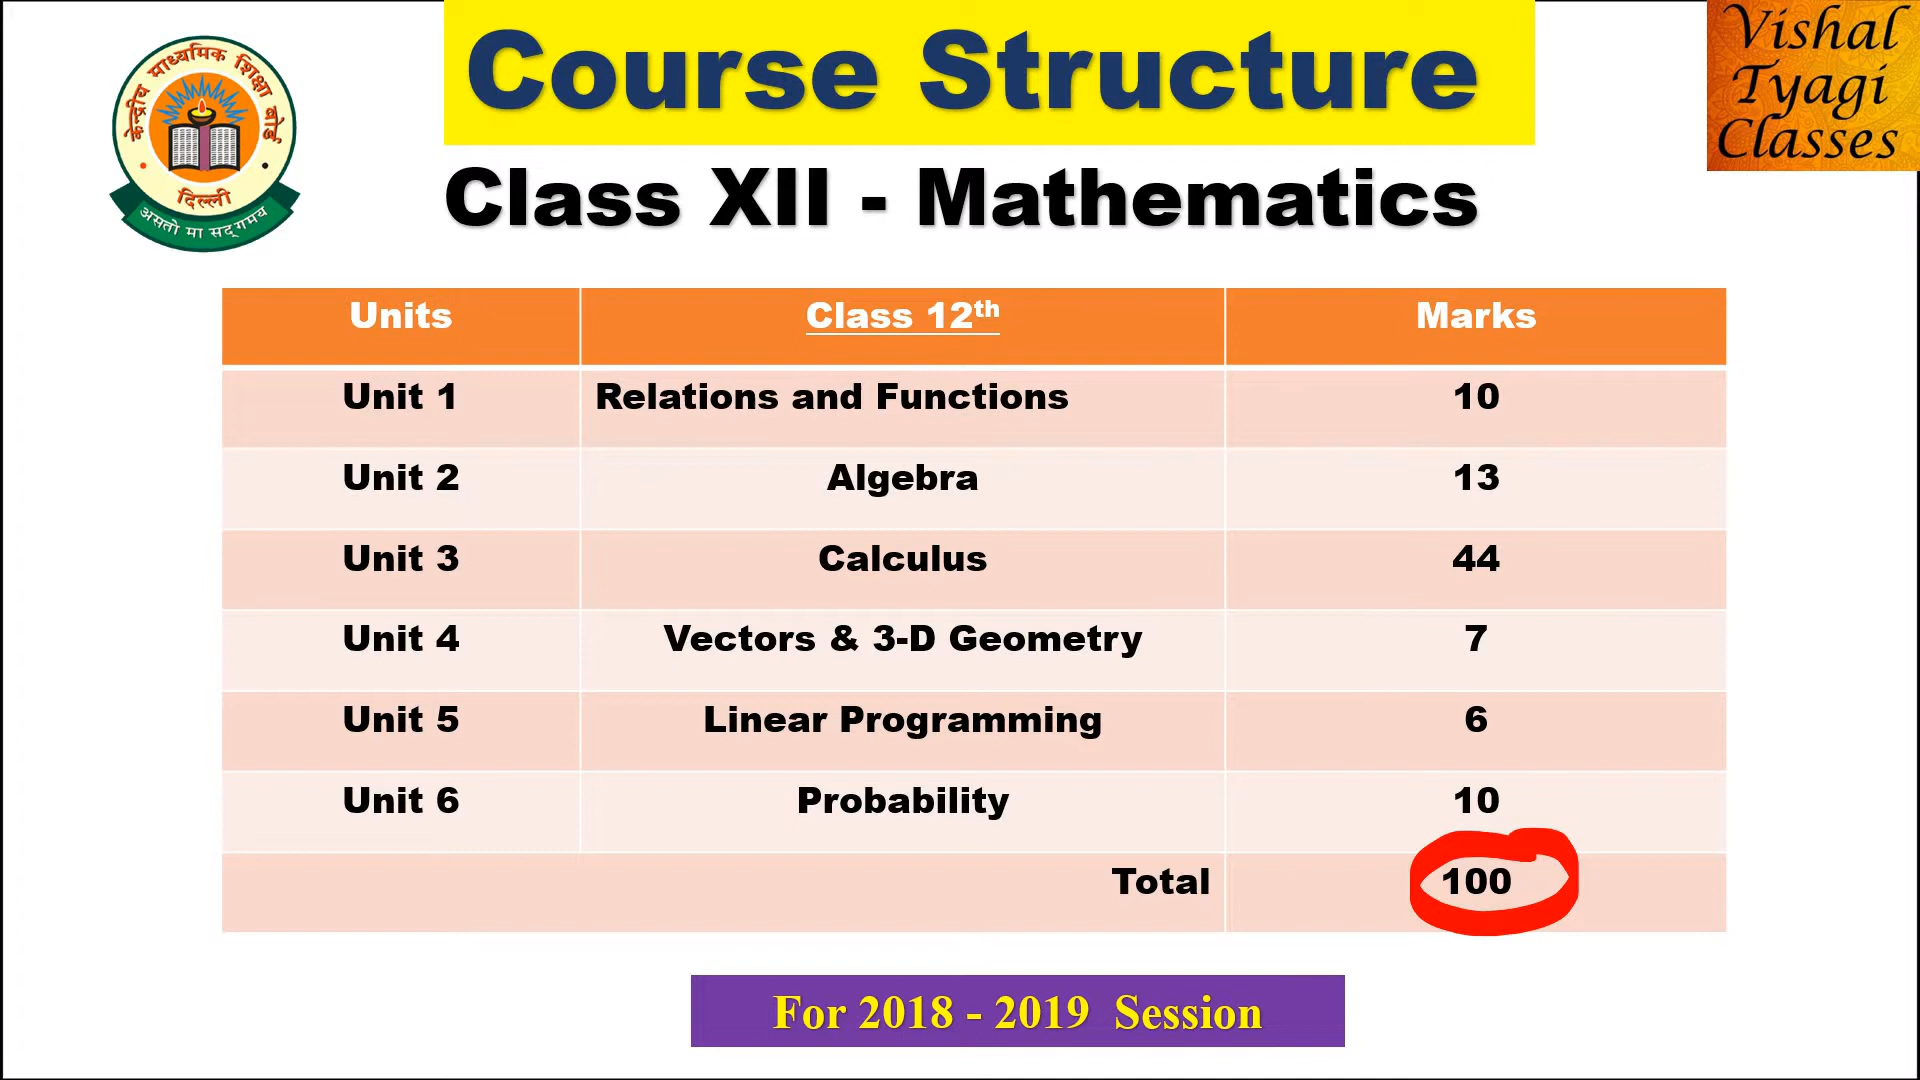 Course Structure
Vishal
Tyagi
Classes
केन्द्रीय माध्यमिक शिक्षा बोर्ड
दिल्ली
असतो मा सद्गमय
Class XII - Mathematics
Units Class 12th Marks
Unit 1 Relations and Functions 10
Unit 2 Algebra 13
Unit 3 Calculus 44
Unit 4 Vectors & 3-D Geometry 7
Unit 5 Linear Programming 6
Unit 6 Probability 10
Total 100
For 2018 - 2019 Session